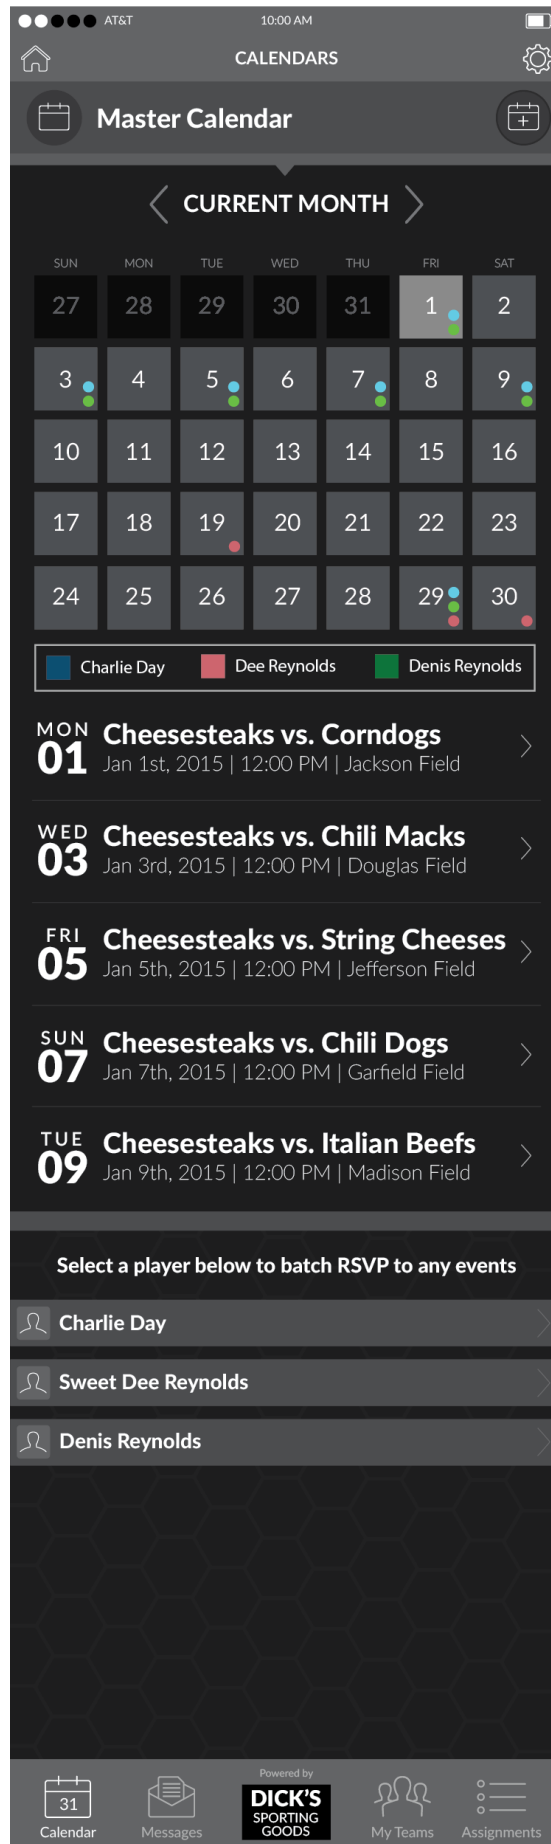 AT&T 10:00 AM
CALENDARS
Master Calendar
CURRENT MONTH
SUN MON TUE WED THU FRI SAT
27 28 29 30 31 1 2
3 4 5 6 7 8 9
10 11 12 13 14 15 16
17 18 19 20 21 22 23
24 25 26 27 28 29 30
Charlie Day Dee Reynolds Denis Reynolds
MON
01
Cheesesteaks vs. Corndogs
Jan 1st, 2015 | 12:00 PM | Jackson Field
WED
03
Cheesesteaks vs. Chili Macks
Jan 3rd, 2015 | 12:00 PM | Douglas Field
FRI
05
Cheesesteaks vs. String Cheeses
Jan 5th, 2015 | 12:00 PM | Jefferson Field
SUN
07
Cheesesteaks vs. Chili Dogs
Jan 7th, 2015 | 12:00 PM | Garfield Field
TUE
09
Cheesesteaks vs. Italian Beefs
Jan 9th, 2015 | 12:00 PM | Madison Field
Select a player below to batch RSVP to any events
Charlie Day
Sweet Dee Reynolds
Denis Reynolds
31
Calendar
Messages
Powered by
DICK'S
SPORTING
GOODS
My Teams
Assignments